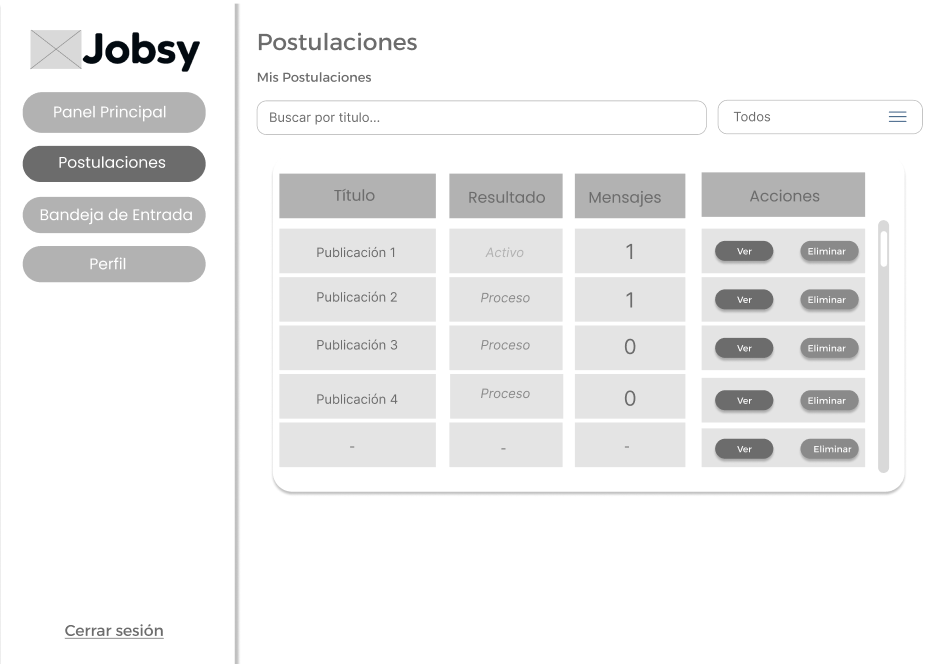 Jobsy
Panel Principal
Postulaciones
Bandeja de Entrada
Perfil
Cerrar sesión
Postulaciones
Mis Postulaciones
Buscar por titulo...
Todos
Título Resultado Mensajes Acciones
Publicación 1 Activo 1 Ver Eliminar
Publicación 2 Proceso 1 Ver Eliminar
Publicación 3 Proceso 0 Ver Eliminar
Publicación 4 Proceso 0 Ver Eliminar
- - - Ver Eliminar